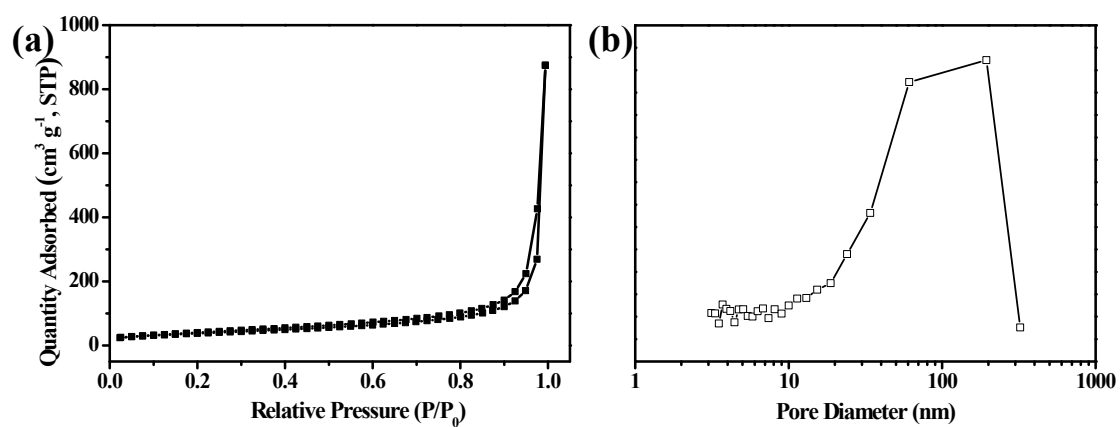 (a)
Quantity Adsorbed (cm³ g⁻¹, STP)
1000
800
600
400
200
0
0.0 0.2 0.4 0.6 0.8 1.0
Relative Pressure (P/P₀)
(b)
1 10 100 1000
Pore Diameter (nm)